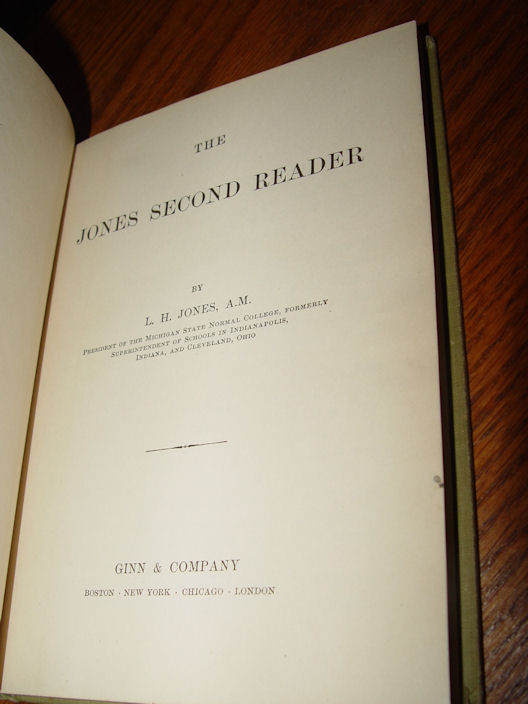 THE
JONES SECOND READER
BY
L. H. JONES, A.M.
PRESIDENT OF THE MICHIGAN STATE NORMAL COLLEGE, FORMERLY
SUPERINTENDENT OF SCHOOLS IN INDIANAPOLIS,
INDIANA, AND CLEVELAND, OHIO
GINN & COMPANY
BOSTON · NEW YORK · CHICAGO · LONDON